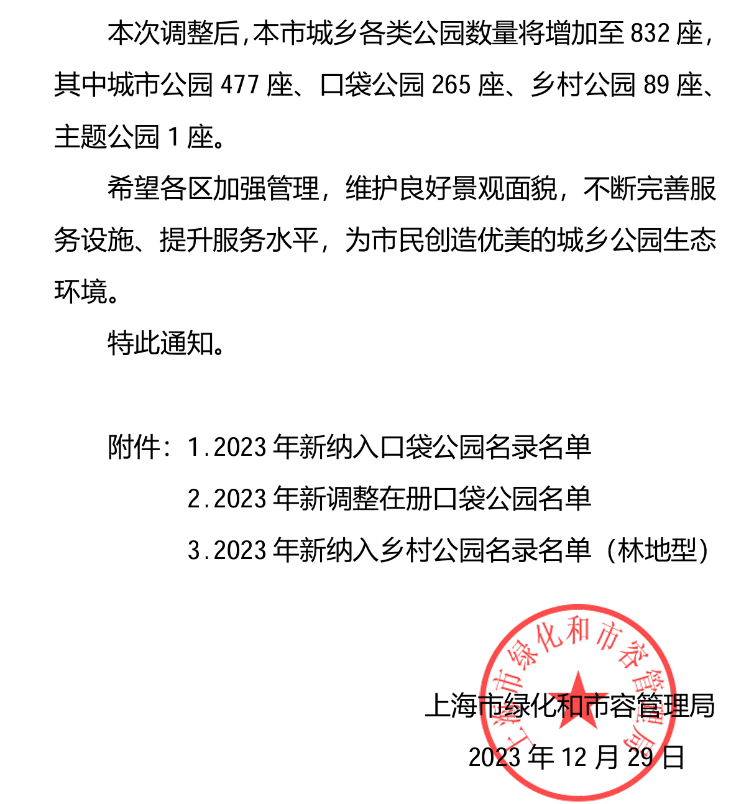 本次调整后，本市城乡各类公园数量将增加至 832 座，
其中城市公园 477 座、口袋公园 265 座、乡村公园 89 座、
主题公园 1 座。
希望各区加强管理，维护良好景观面貌，不断完善服
务设施、提升服务水平，为市民创造优美的城乡公园生态
环境。
特此通知。
附件：1.2023 年新纳入口袋公园名录名单
2.2023 年新调整在册口袋公园名单
3.2023 年新纳入乡村公园名录名单（林地型）
上海市绿化和市容管理局
上海市绿化和市容管理局
2023 年 12 月 29 日